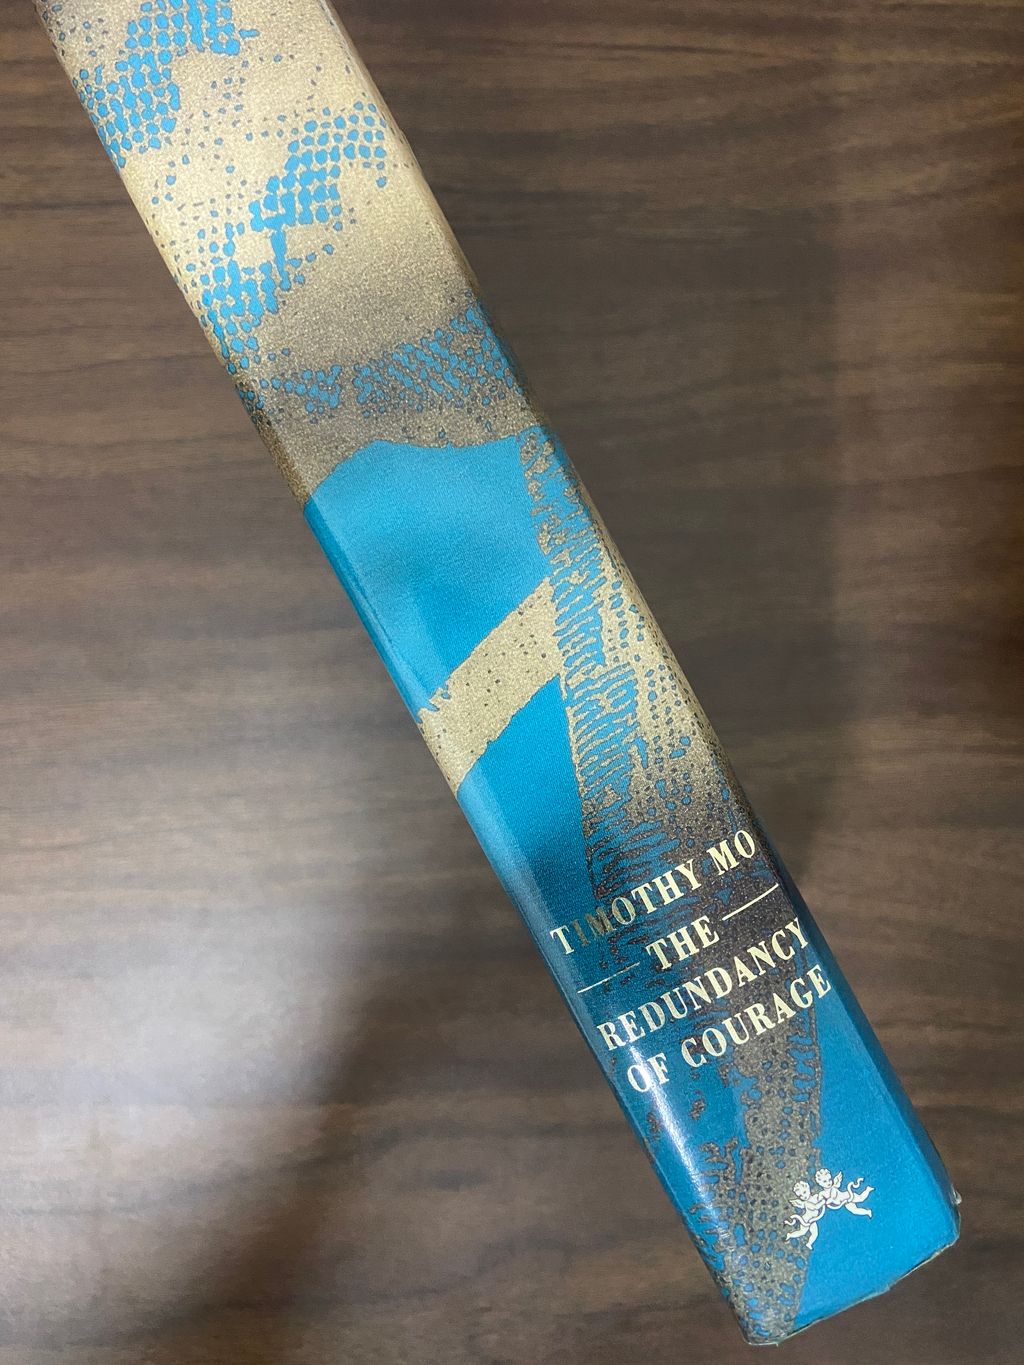 TIMOTHY MO
THE
REDUNDANCY
OF COURAGE